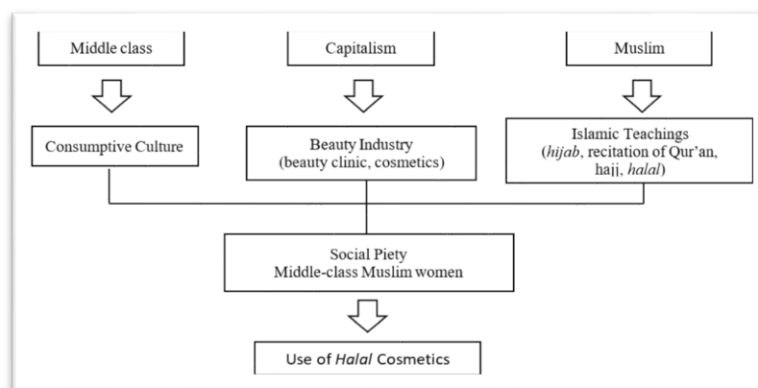 Middle class
Capitalism
Muslim
Consumptive Culture
Beauty Industry
(beauty clinic, cosmetics)
Islamic Teachings
(hijab, recitation of Qur’an,
hajj, halal)
Social Piety
Middle-class Muslim women
Use of Halal Cosmetics